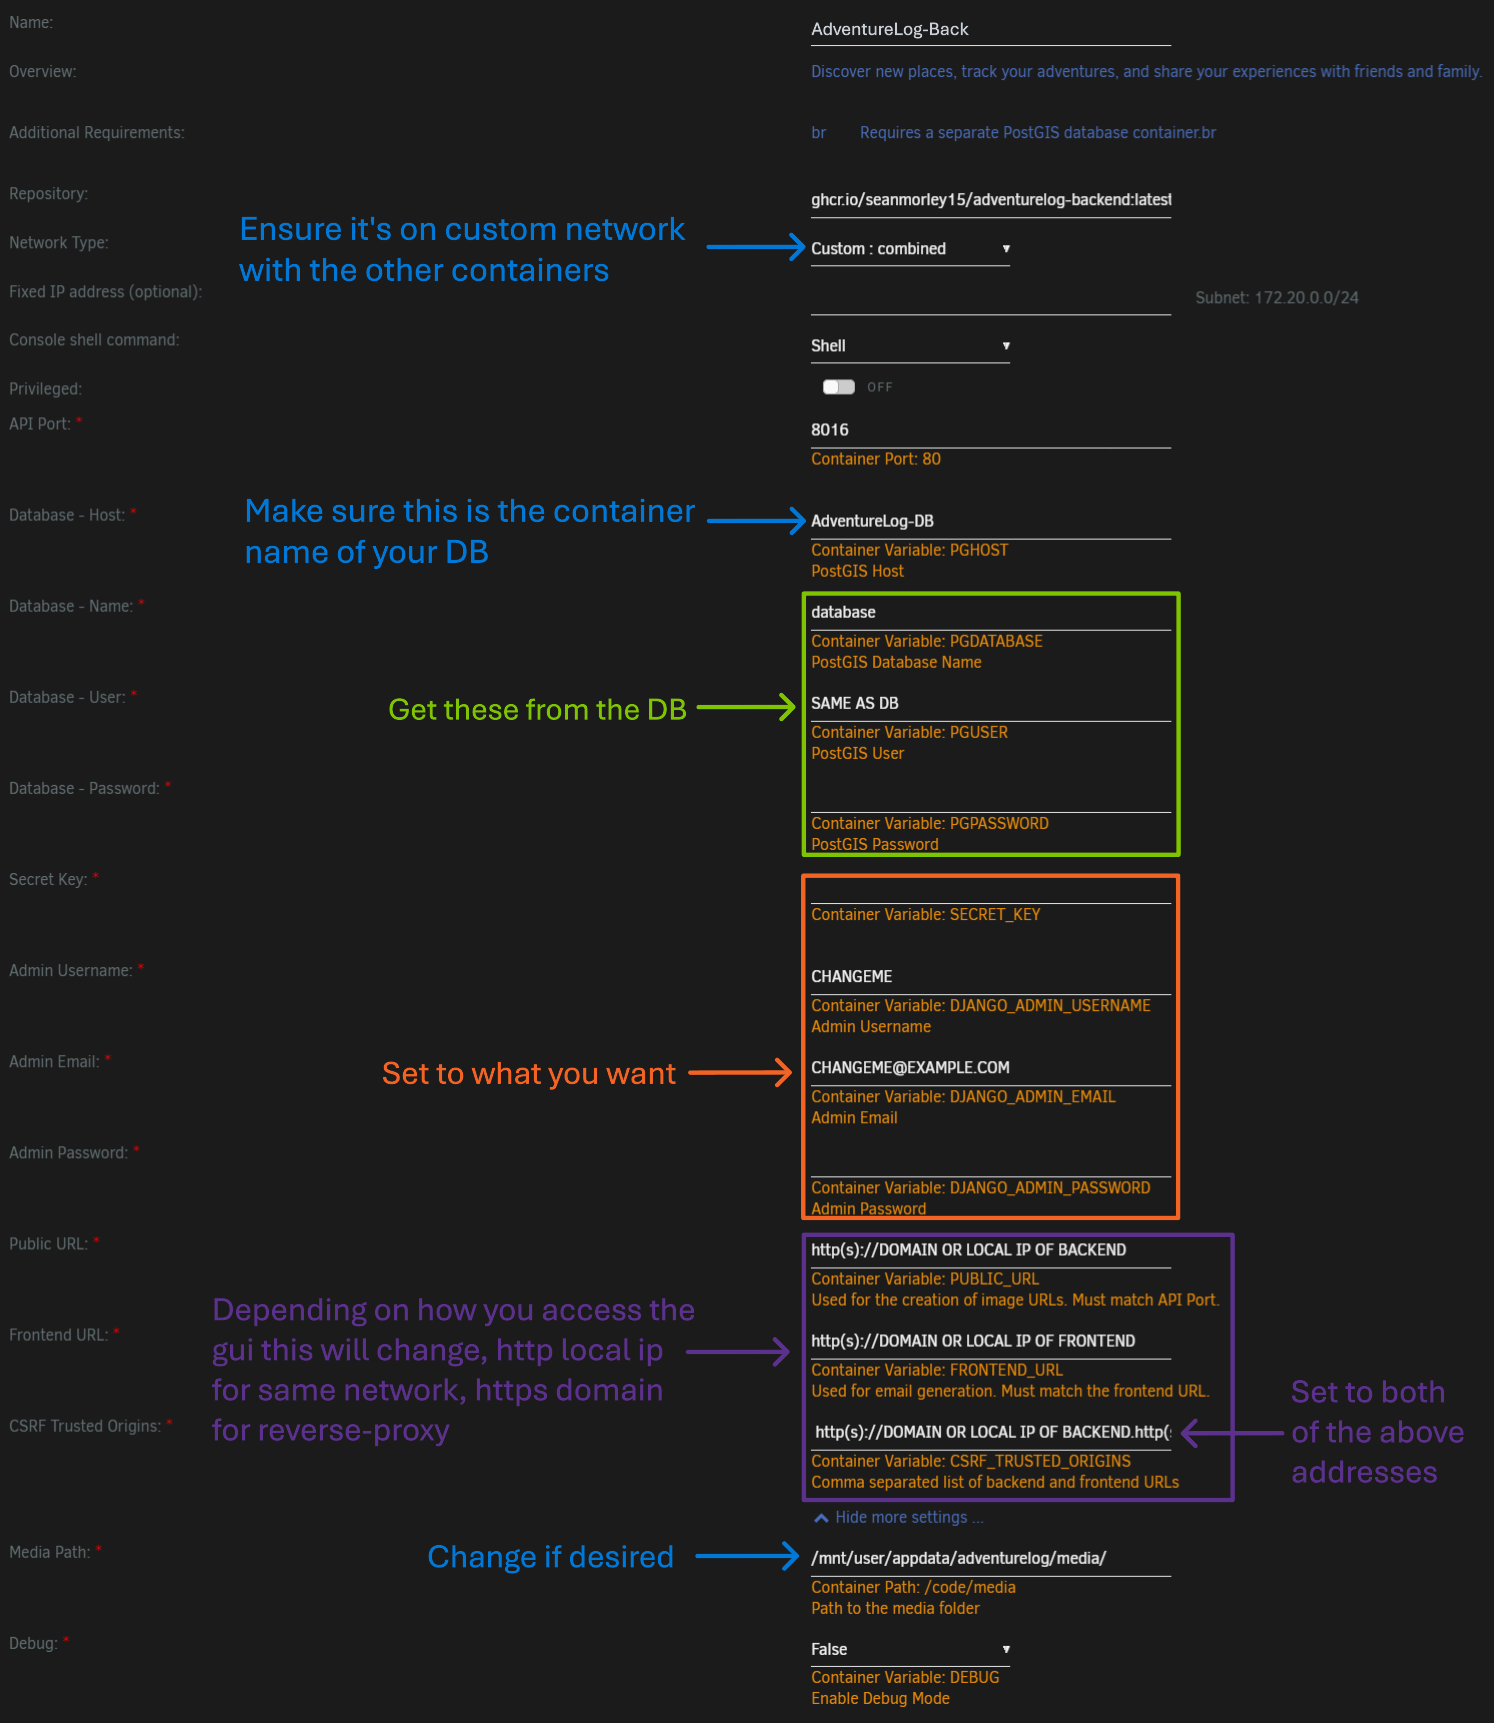 Name:
AdventureLog-Back
Overview:
Discover new places, track your adventures, and share your experiences with friends and family.
Additional Requirements:
br Requires a separate PostGIS database container.br
Repository:
ghcr.io/seanmorley15/adventurelog-backend:latest
Ensure it's on custom network
with the other containers
Network Type:
Custom : combined
Fixed IP address (optional):
Subnet: 172.20.0.0/24
Console shell command:
Shell
Privileged:
OFF
API Port: *
8016
Container Port: 80
Database - Host: *
Make sure this is the container
name of your DB
AdventureLog-DB
Container Variable: PGHOST
PostGIS Host
Database - Name: *
database
Container Variable: PGDATABASE
PostGIS Database Name
Database - User: *
Get these from the DB
SAME AS DB
Container Variable: PGUSER
PostGIS User
Database - Password: *
Container Variable: PGPASSWORD
PostGIS Password
Secret Key: *
Container Variable: SECRET_KEY
Admin Username: *
CHANGEME
Container Variable: DJANGO_ADMIN_USERNAME
Admin Username
Admin Email: *
Set to what you want
CHANGEME@EXAMPLE.COM
Container Variable: DJANGO_ADMIN_EMAIL
Admin Email
Admin Password: *
Container Variable: DJANGO_ADMIN_PASSWORD
Admin Password
Public URL: *
http(s)://DOMAIN OR LOCAL IP OF BACKEND
Container Variable: PUBLIC_URL
Used for the creation of image URLs. Must match API Port.
Depending on how you access the
gui this will change, http local ip
for same network, https domain
for reverse-proxy
Frontend URL: *
http(s)://DOMAIN OR LOCAL IP OF FRONTEND
Container Variable: FRONTEND_URL
Used for email generation. Must match the frontend URL.
CSRF Trusted Origins: *
http(s)://DOMAIN OR LOCAL IP OF BACKEND.http(s
Container Variable: CSRF_TRUSTED_ORIGINS
Comma separated list of backend and frontend URLs
Set to both
of the above
addresses
Hide more settings ...
Media Path: *
Change if desired
/mnt/user/appdata/adventurelog/media/
Container Path: /code/media
Path to the media folder
Debug: *
False
Container Variable: DEBUG
Enable Debug Mode